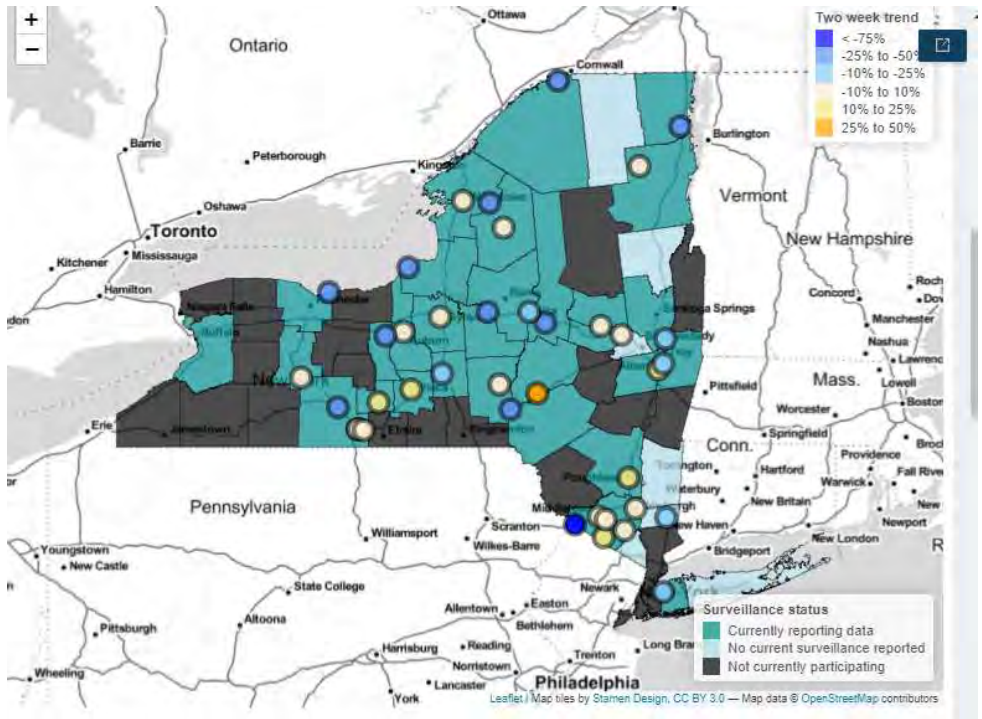 +
−
Ottawa
Two week trend
< -75%
-25% to -50%
-10% to -25%
-10% to 10%
10% to 25%
25% to 50%
Ontario
Cornwall
Barrie
Peterborough
Burlington
Vermont
Oshawa
Toronto
Mississauga
Kitchener
Hamilton
New Hampshire
Concord
Manchester
Nashua
Lowell
Saratoga Springs
Mass.
Pittsfield
Worcester
Boston
Springfield
Erie
Jamestown
Elmira
Binghamton
Conn.
Torrington
Hartford
Waterbury
New Britain
Providence
Warwick
Fall River
New
Newport
Pennsylvania
Williamsport
Scranton
Wilkes-Barre
New Haven
New London
Bridgeport
Youngstown
New Castle
State College
Newark
Altoona
Allentown
Easton
Bethlehem
Pittsburgh
Harrisburg
Reading
Norristown
Trenton
Long Bra
Wheeling
Lancaster
York
Philadelphia
Surveillance status
Currently reporting data
No current surveillance reported
Not currently participating
Leaflet | Map tiles by Stamen Design, CC BY 3.0 — Map data © OpenStreetMap contributors